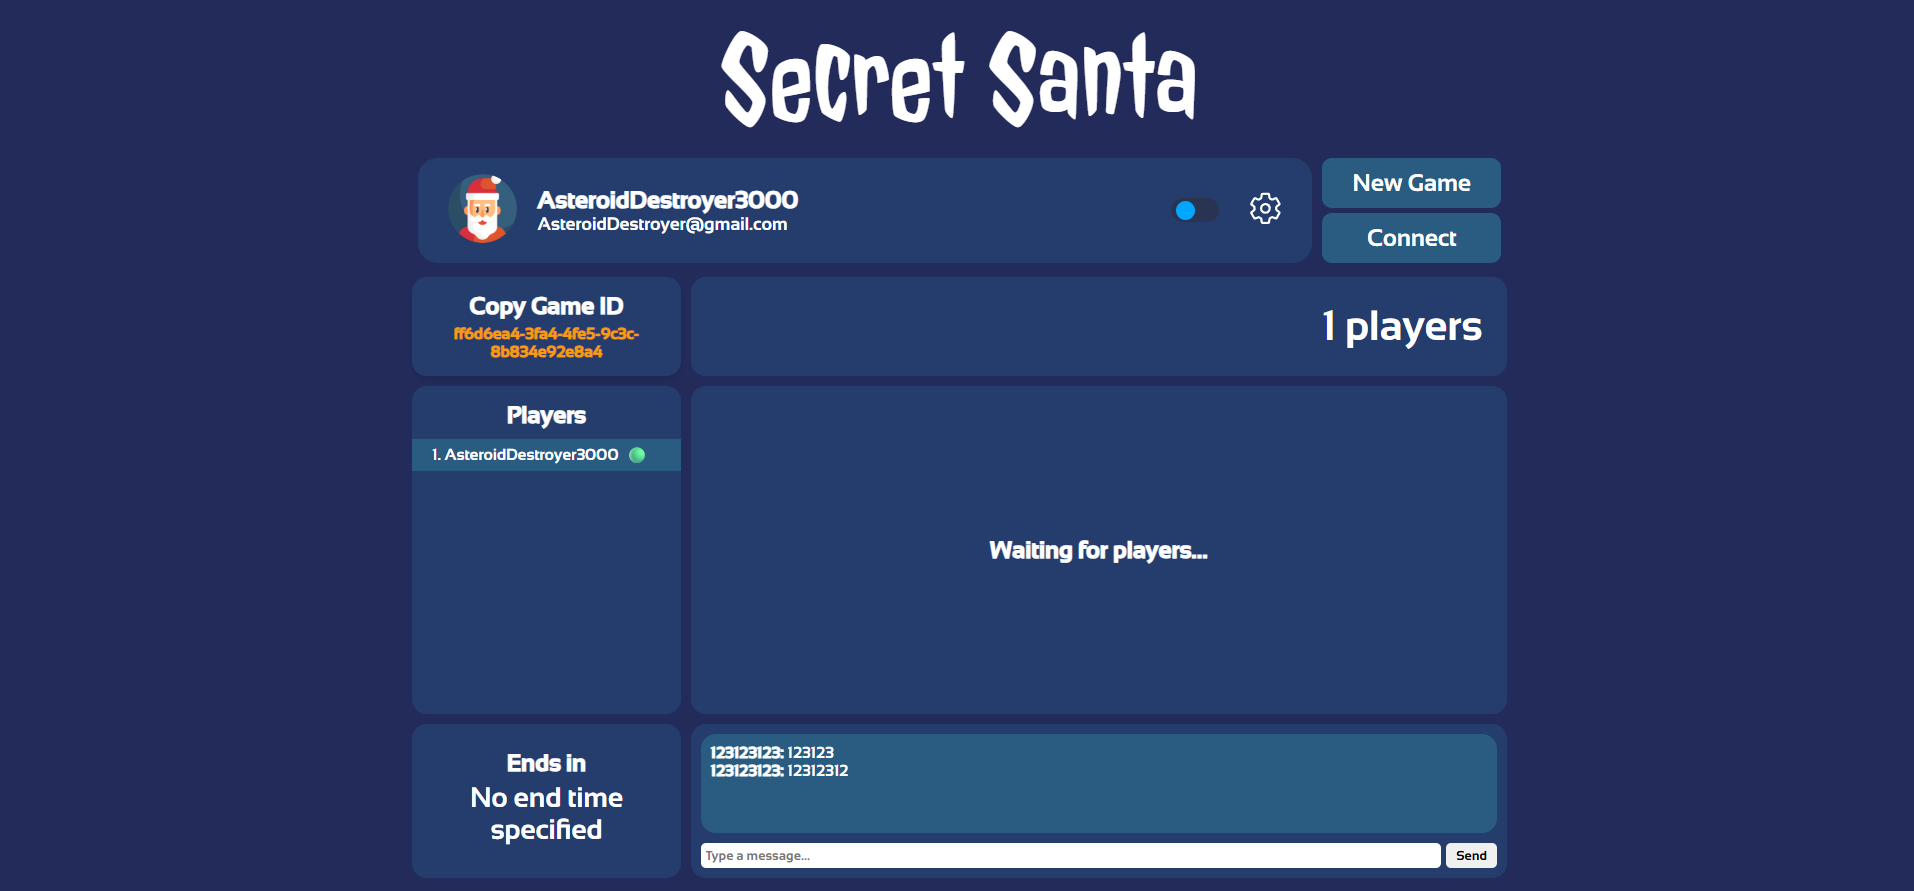 Secret Santa
AsteroidDestroyer3000
AsteroidDestroyer@gmail.com
New Game
Connect
Copy Game ID
ff6d6ea4-3fa4-4fe5-9c3c-
8b834e92e8a4
1 players
Players
1. AsteroidDestroyer3000
Waiting for players...
Ends in
No end time
specified
123123123: 123123
123123123: 12312312
Type a message...
Send